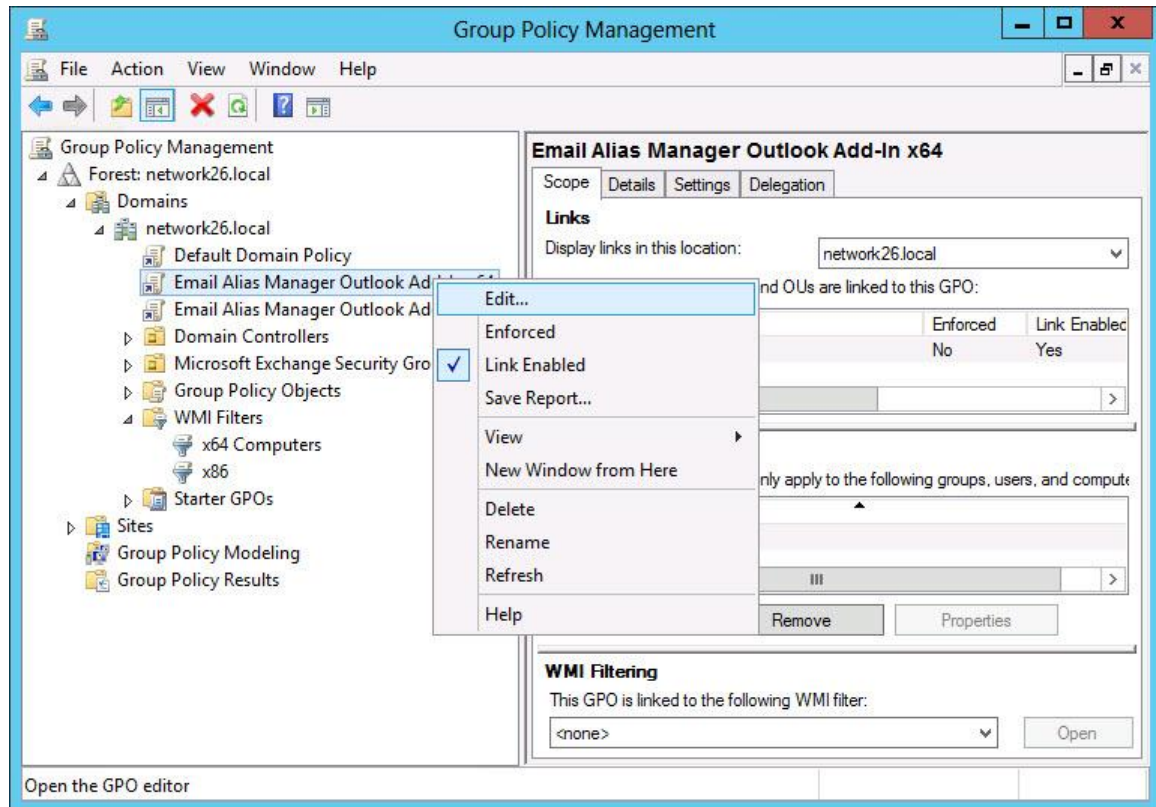 Group Policy Management
File Action View Window Help
Group Policy Management
Forest: network26.local
Domains
network26.local
Default Domain Policy
Email Alias Manager Outlook Add-In x64
Email Alias Manager Outlook Ad
Domain Controllers
Microsoft Exchange Security Gro
Group Policy Objects
WMI Filters
x64 Computers
x86
Starter GPOs
Sites
Group Policy Modeling
Group Policy Results
Edit...
Enforced
Link Enabled
Save Report...
View
New Window from Here
Delete
Rename
Refresh
Help
Email Alias Manager Outlook Add-In x64
Scope Details Settings Delegation
Links
Display links in this location: network26.local
nd OUs are linked to this GPO:
Enforced Link Enabled
No Yes
nly apply to the following groups, users, and compute
Remove Properties
WMI Filtering
This GPO is linked to the following WMI filter:
<none> Open
Open the GPO editor